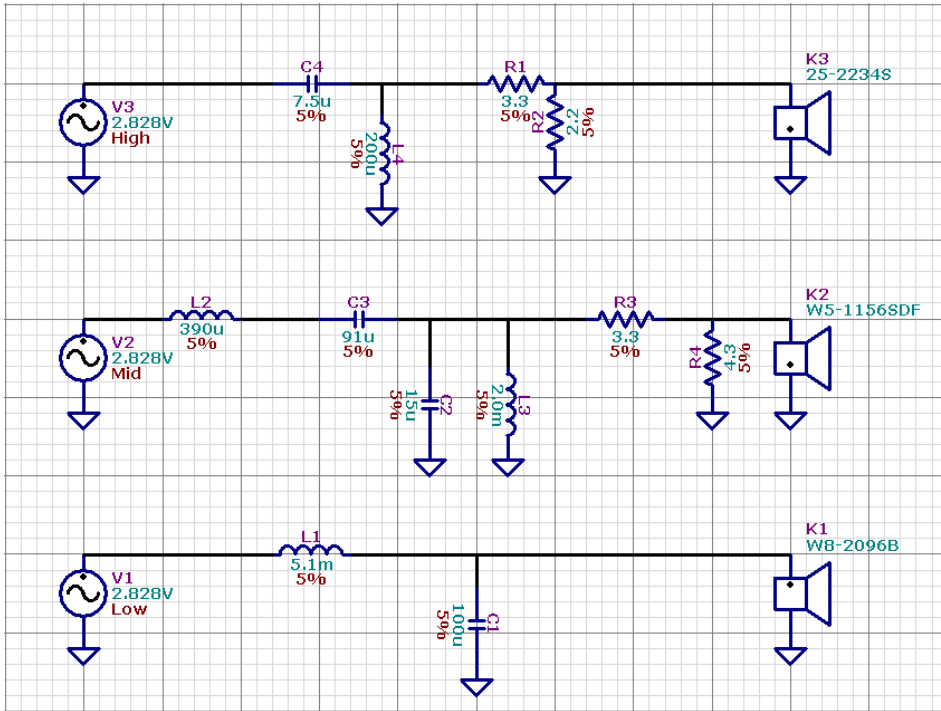 K3
25-2234S
C4
7.5u
5%
R1
3.3
5%
V3
2.828V
High
R2
2.2
5%
L4
200u
5%
K2
W5-1156SDF
L2
390u
5%
C3
91u
5%
R3
3.3
5%
V2
2.828V
Mid
R4
4.3
5%
C2
15u
5%
L3
2.0m
5%
K1
W8-2096B
L1
5.1m
5%
V1
2.828V
Low
C1
100u
5%